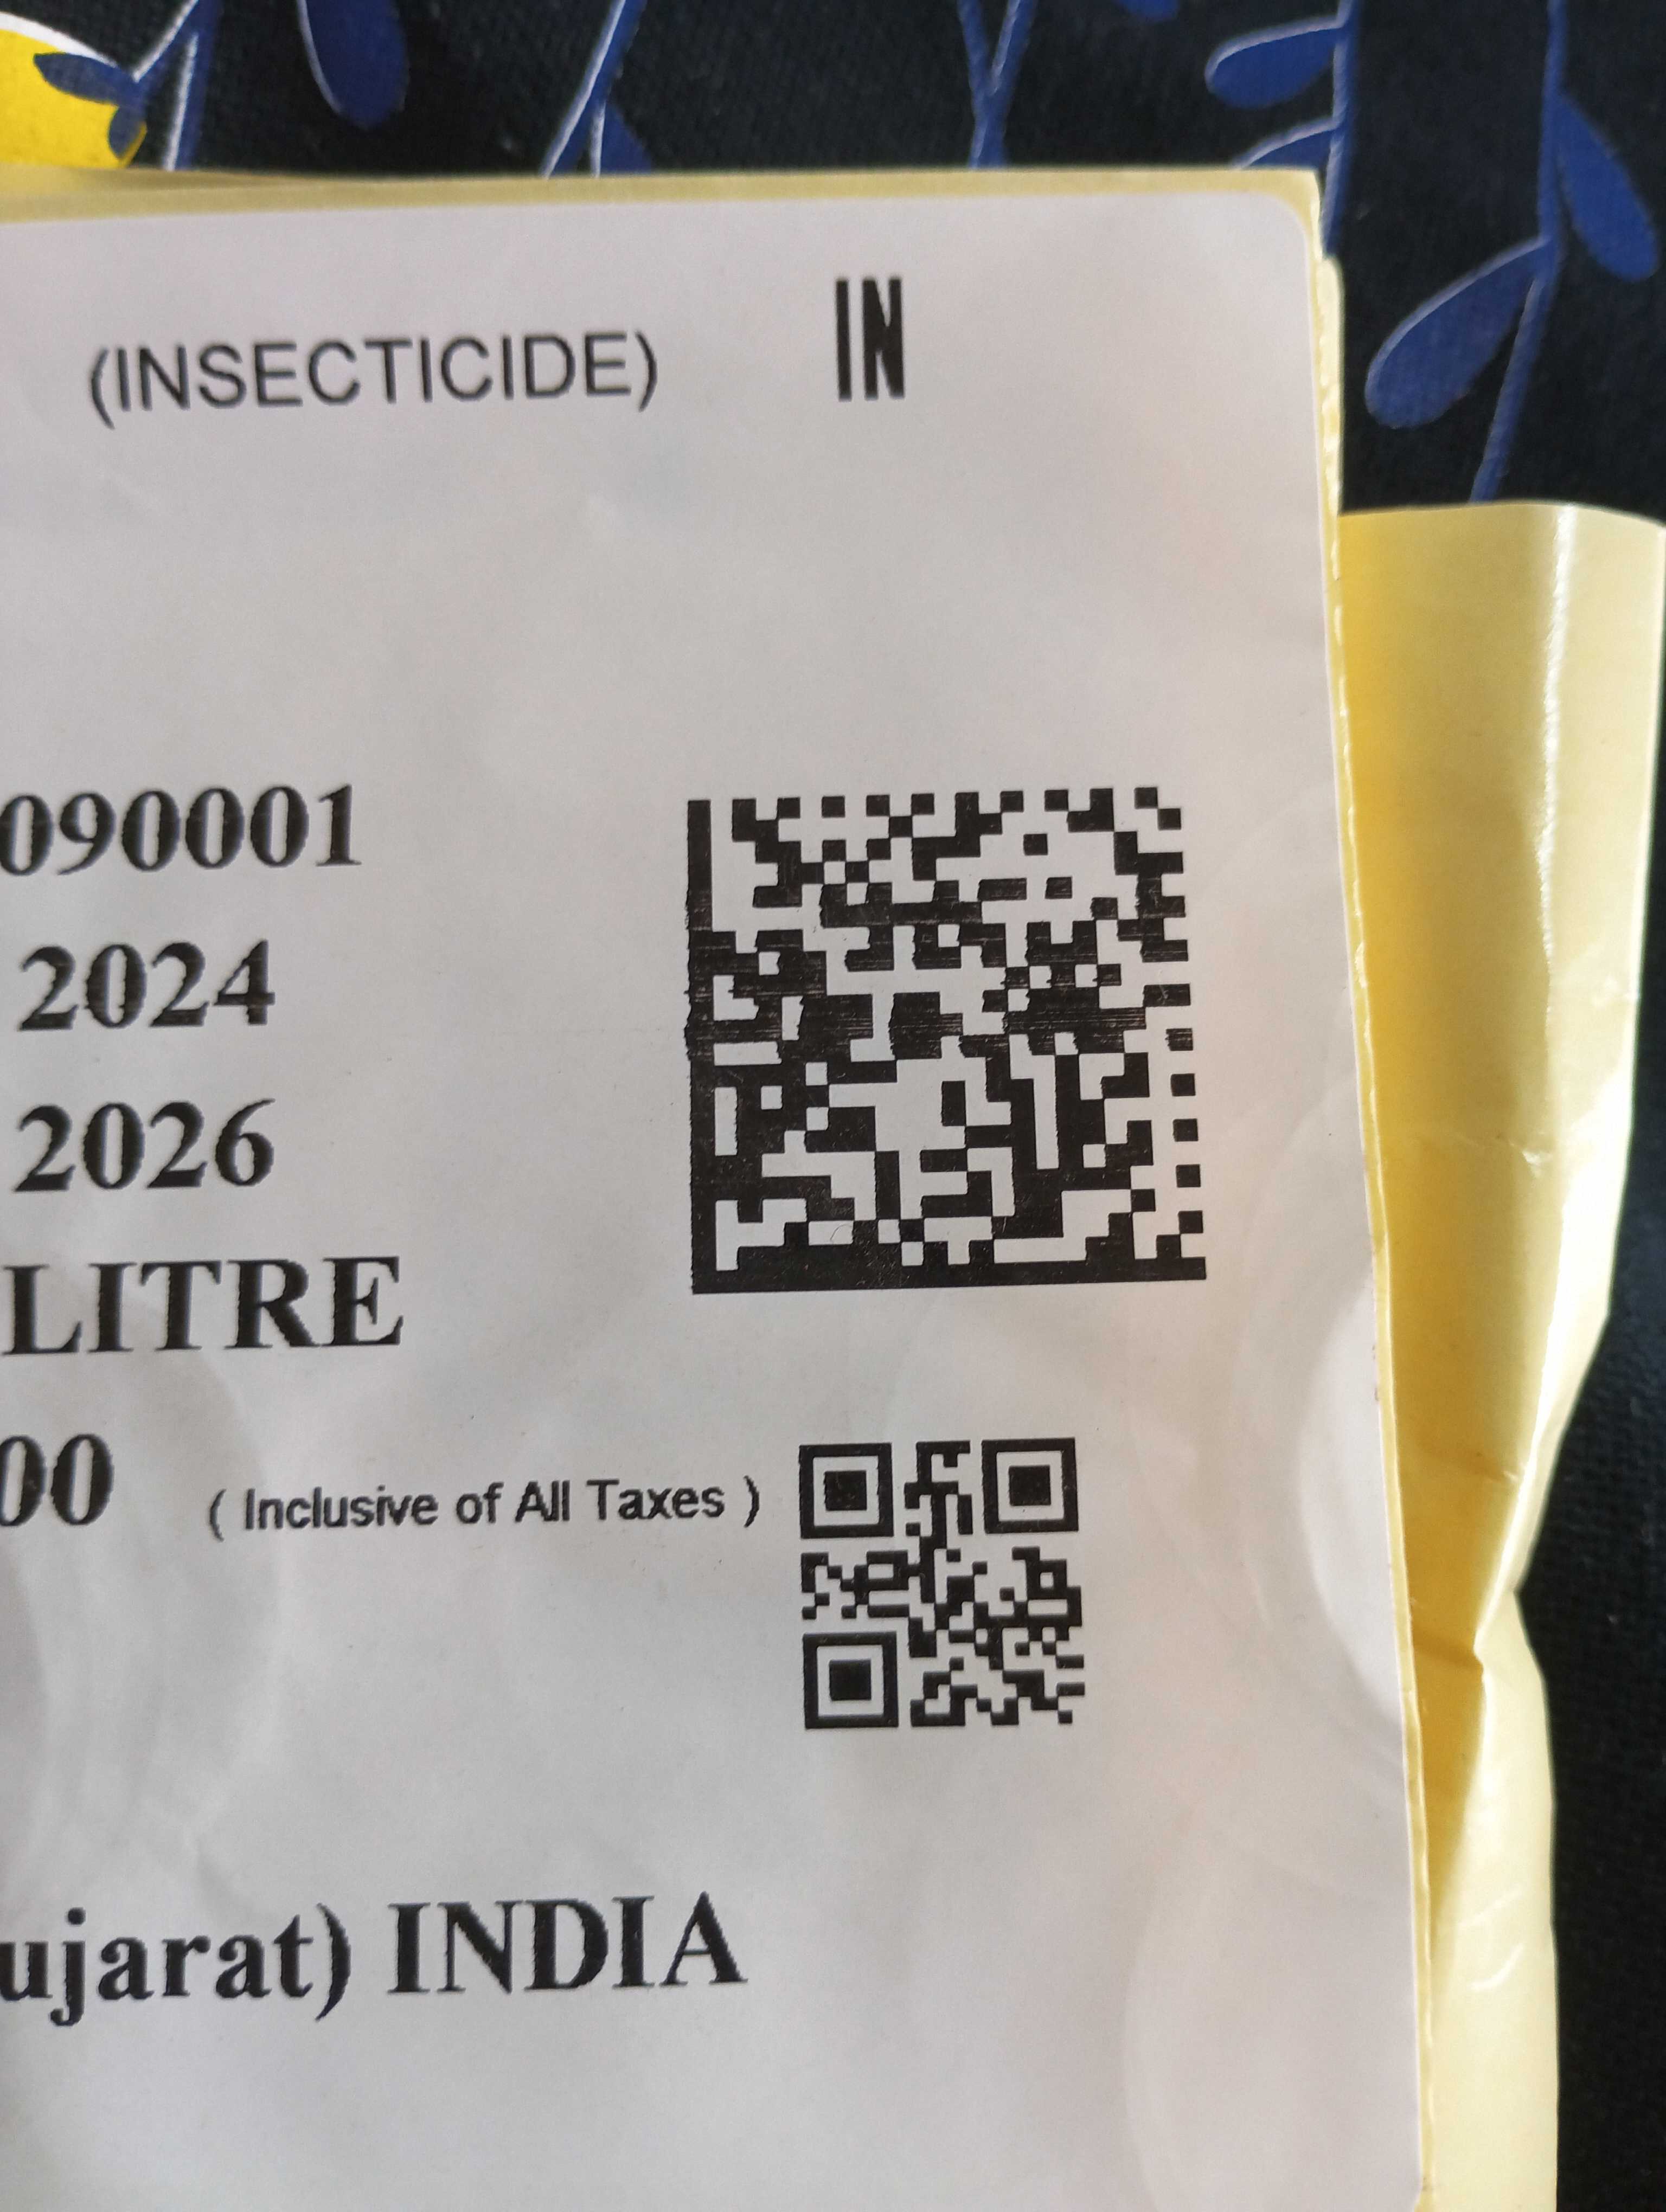 (INSECTICIDE) IN
090001
2024
2026
LITRE
00 ( Inclusive of All Taxes )
ujarat) INDIA